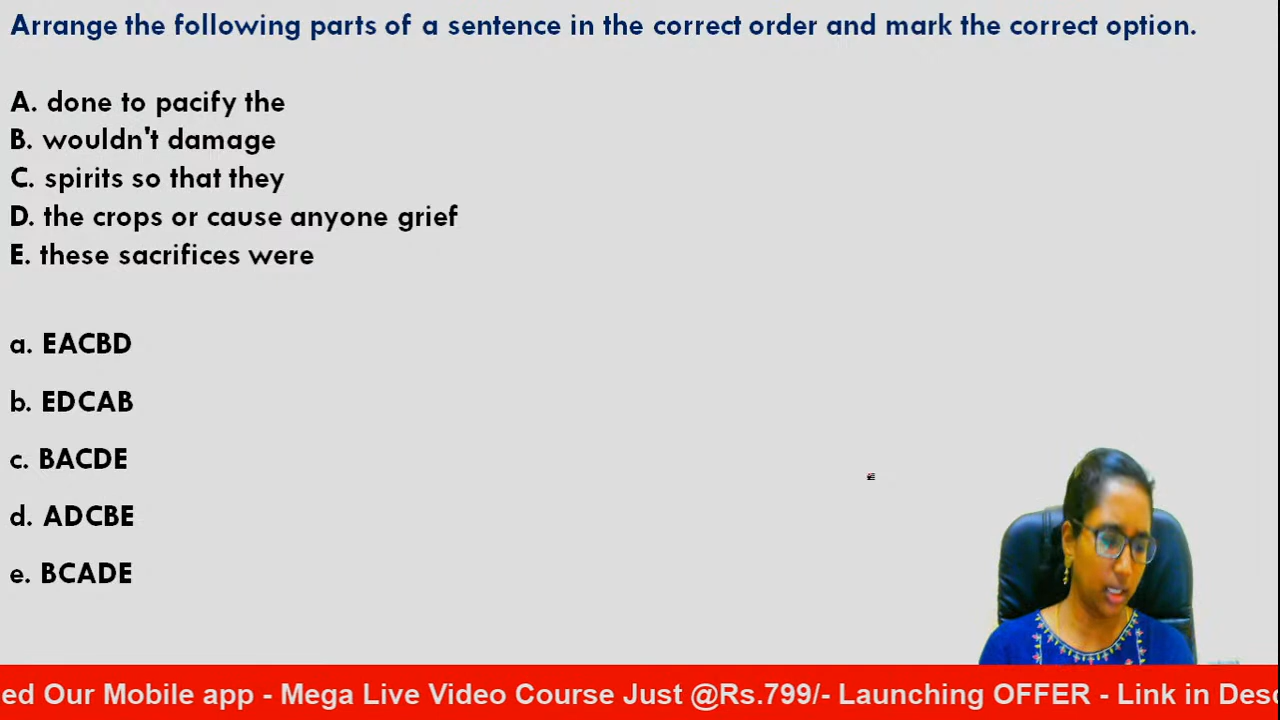 Arrange the following parts of a sentence in the correct order and mark the correct option.
A. done to pacify the
B. wouldn't damage
C. spirits so that they
D. the crops or cause anyone grief
E. these sacrifices were
a. EACBD
b. EDCAB
c. BACDE
d. ADCBE
e. BCADE
ed Our Mobile app - Mega Live Video Course Just @Rs.799/- Launching OFFER - Link in Desc